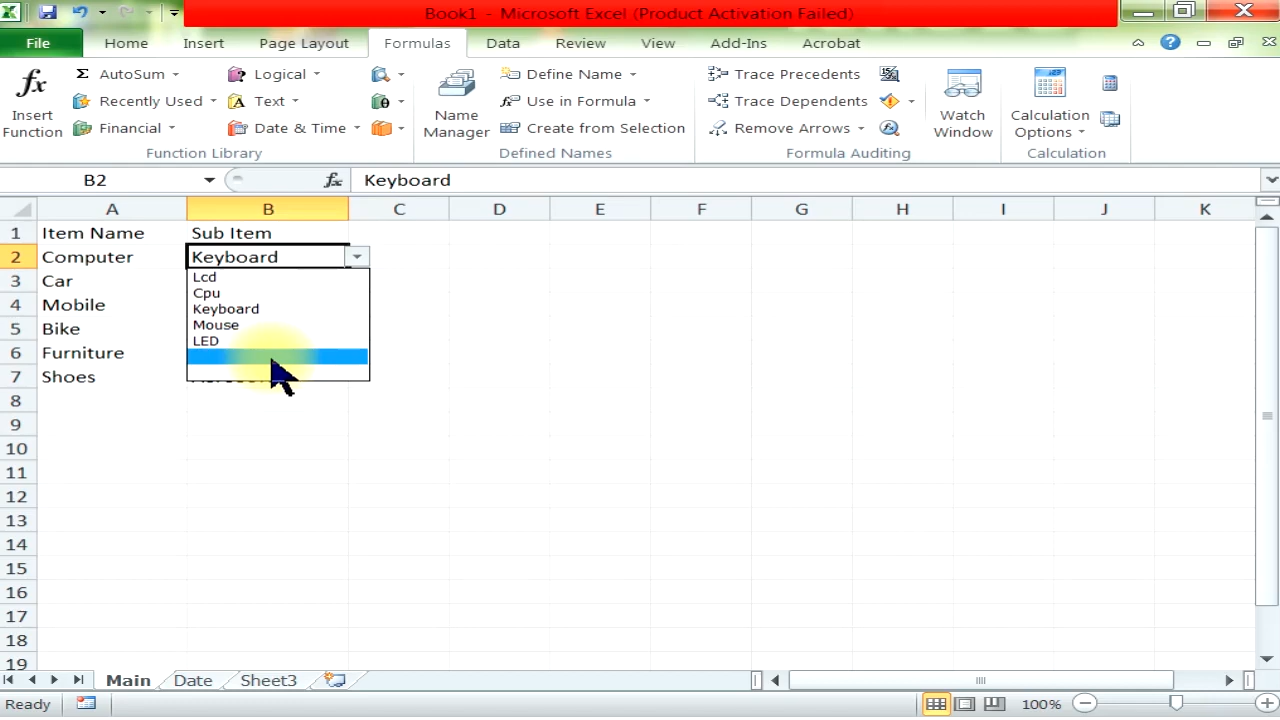 Book1 - Microsoft Excel (Product Activation Failed)
File Home Insert Page Layout Formulas Data Review View Add-Ins Acrobat
fx Insert Function
Σ AutoSum
Recently Used
Financial
Logical
Text
Date & Time
Function Library
Name Manager
Define Name
Use in Formula
Create from Selection
Defined Names
Trace Precedents
Trace Dependents
Remove Arrows
Formula Auditing
Watch Window
Calculation Options
Calculation
B2 fx Keyboard
A B C D E F G H I J K
1 Item Name Sub Item
2 Computer Keyboard
3 Car
4 Mobile
5 Bike
6 Furniture
7 Shoes
Lcd
Cpu
Keyboard
Mouse
LED
8
9
10
11
12
13
14
15
16
17
18
19
Main Date Sheet3
Ready 100%